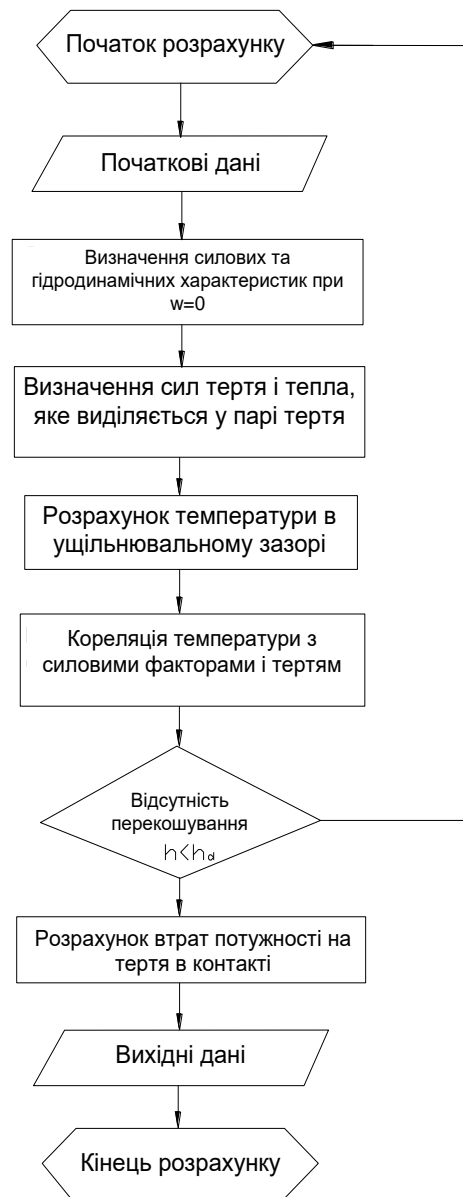 Початок розрахунку
Початкові дані
Визначення силових та
гідродинамічних характеристик при
w=0
Визначення сил тертя і тепла,
яке виділяється у парі тертя
Розрахунок температури в
ущільнювальному зазорі
Кореляція температури з
силовими факторами і тертям
Відсутність
перекошування
h<hd
Розрахунок втрат потужності на
тертя в контакті
Вихідні дані
Кінець розрахунку